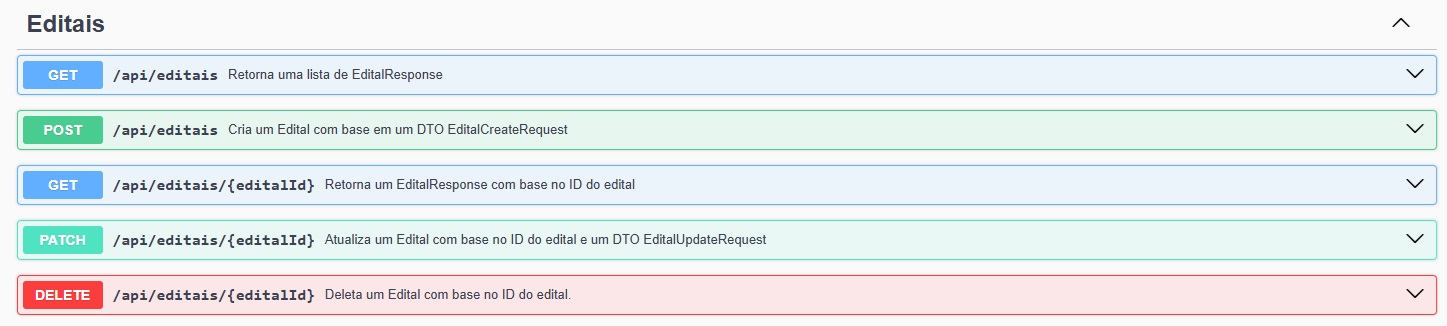 Editais
GET /api/editais Retorna uma lista de EditalResponse
POST /api/editais Cria um Edital com base em um DTO EditalCreateRequest
GET /api/editais/{editalId} Retorna um EditalResponse com base no ID do edital
PATCH /api/editais/{editalId} Atualiza um Edital com base no ID do edital e um DTO EditalUpdateRequest
DELETE /api/editais/{editalId} Deleta um Edital com base no ID do edital.